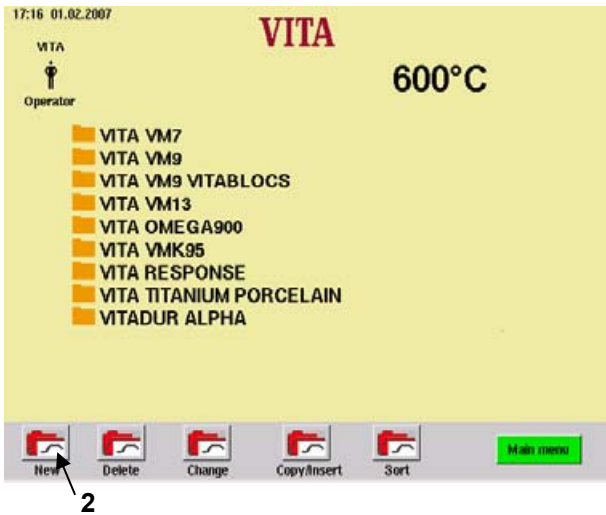 17:16 01.02.2007
VITA
VITA
600°C
Operator
VITA VM7
VITA VM9
VITA VM9 VITABLOCS
VITA VM13
VITA OMEGA900
VITA VMK95
VITA RESPONSE
VITA TITANIUM PORCELAIN
VITADUR ALPHA
New Delete Change Copy/Insert Sort Main menu
2